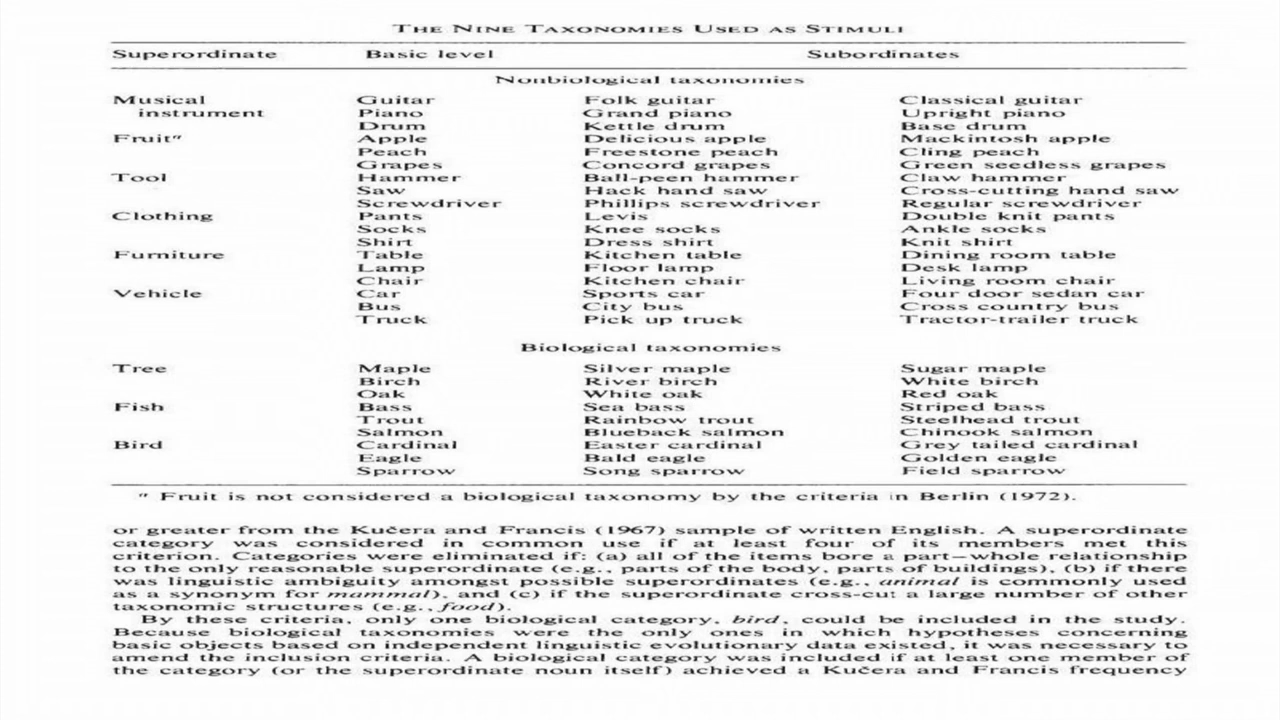 THE NINE TAXONOMIES USED AS STIMULI
Superordinate Basic level Subordinates
Nonbiological taxonomies
Musical Guitar Folk guitar Classical guitar
instrument Piano Grand piano Upright piano
Drum Kettle drum Base drum
Fruitᵃ Apple Delicious apple Mackintosh apple
Peach Freestone peach Cling peach
Grapes Concord grapes Green seedless grapes
Tool Hammer Ball-peen hammer Claw hammer
Saw Hack hand saw Cross-cutting hand saw
Screwdriver Phillips screwdriver Regular screwdriver
Clothing Pants Levis Double knit pants
Socks Knee socks Ankle socks
Shirt Dress shirt Knit shirt
Furniture Table Kitchen table Dining room table
Lamp Floor lamp Desk lamp
Chair Kitchen chair Living room chair
Vehicle Car Sports car Four door sedan car
Bus City bus Cross country bus
Truck Pick up truck Tractor-trailer truck
Biological taxonomies
Tree Maple Silver maple Sugar maple
Birch River birch White birch
Oak White oak Red oak
Fish Bass Sea bass Striped bass
Trout Rainbow trout Steelhead trout
Salmon Blueback salmon Chinook salmon
Bird Cardinal Easter cardinal Grey tailed cardinal
Eagle Bald eagle Golden eagle
Sparrow Song sparrow Field sparrow
ᵃ Fruit is not considered a biological taxonomy by the criteria in Berlin (1972).
or greater from the Kučera and Francis (1967) sample of written English. A superordinate
category was considered in common use if at least four of its members met this
criterion. Categories were eliminated if: (a) all of the items bore a part–whole relationship
to the only reasonable superordinate (e.g., parts of the body, parts of buildings), (b) if there
was linguistic ambiguity amongst possible superordinates (e.g., animal is commonly used
as a synonym for mammal), and (c) if the superordinate cross-cut a large number of other
taxonomic structures (e.g., food).
By these criteria, only one biological category, bird, could be included in the study.
Because biological taxonomies were the only ones in which hypotheses concerning
basic objects based on independent linguistic evolutionary data existed, it was necessary to
amend the inclusion criteria. A biological category was included if at least one member of
the category (or the superordinate noun itself) achieved a Kučera and Francis frequency